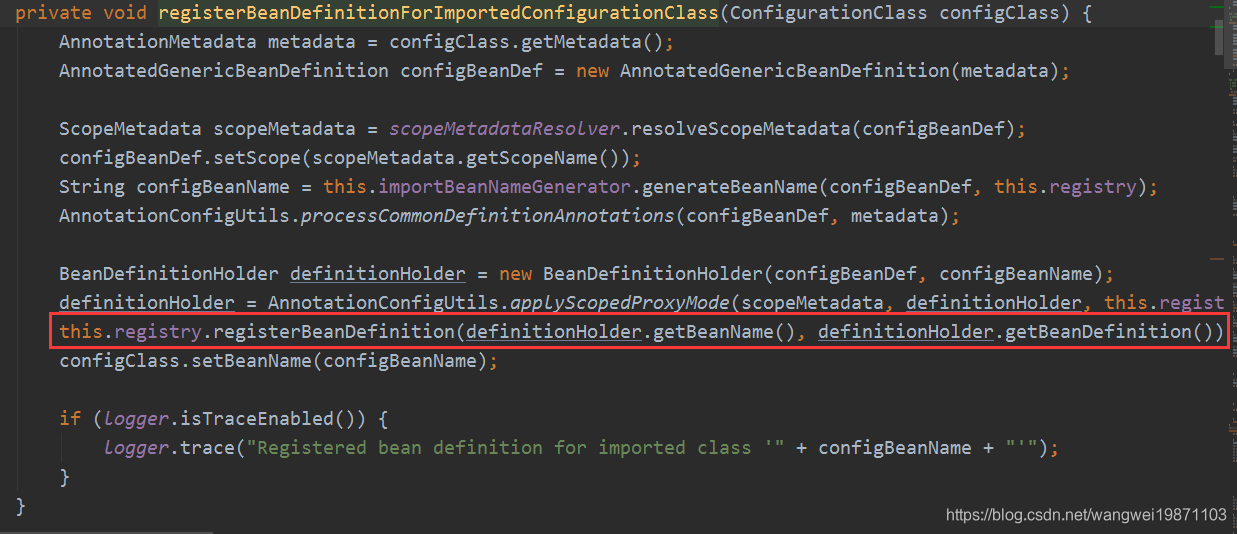 private void registerBeanDefinitionForImportedConfigurationClass(ConfigurationClass configClass) {
AnnotationMetadata metadata = configClass.getMetadata();
AnnotatedGenericBeanDefinition configBeanDef = new AnnotatedGenericBeanDefinition(metadata);
ScopeMetadata scopeMetadata = scopeMetadataResolver.resolveScopeMetadata(configBeanDef);
configBeanDef.setScope(scopeMetadata.getScopeName());
String configBeanName = this.importBeanNameGenerator.generateBeanName(configBeanDef, this.registry);
AnnotationConfigUtils.processCommonDefinitionAnnotations(configBeanDef, metadata);
BeanDefinitionHolder definitionHolder = new BeanDefinitionHolder(configBeanDef, configBeanName);
definitionHolder = AnnotationConfigUtils.applyScopedProxyMode(scopeMetadata, definitionHolder, this.regist
this.registry.registerBeanDefinition(definitionHolder.getBeanName(), definitionHolder.getBeanDefinition())
configClass.setBeanName(configBeanName);
if (logger.isTraceEnabled()) {
logger.trace("Registered bean definition for imported class '" + configBeanName + "'");
}
}
https://blog.csdn.net/wangwei19871103